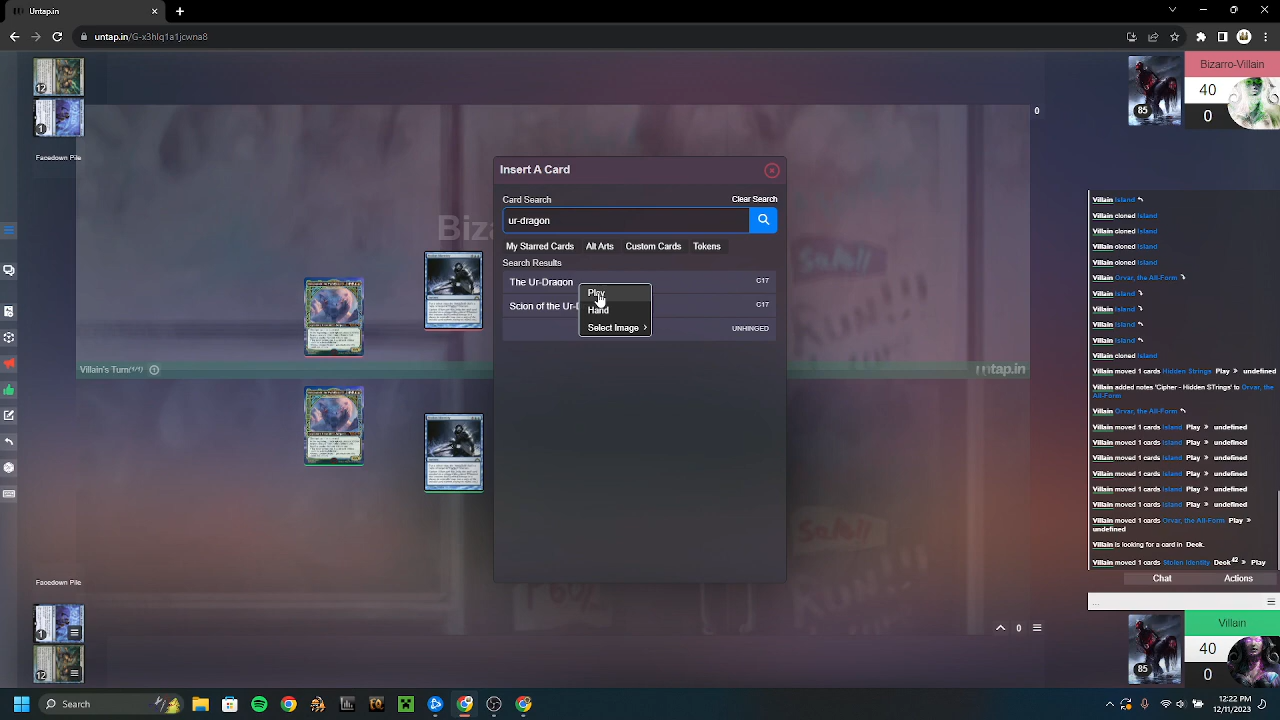 Untapin
untap.in/G-x3hlq1a1jcwna8
12
1
Facedown Pile
Bizarro-Villain
40
85
0
0
Insert A Card
Card Search
Clear Search
ur-dragon
Biz
My Starred Cards
Alt Arts
Custom Cards
Tokens
Search Results
The Ur-Dragon
C17
Play
Scion of the Ur-
C17
Select Image >
Villain's Turn
untap.in
Villain Island
Villain cloned Island
Villain cloned Island
Villain cloned Island
Villain cloned Island
Villain Orvar, the All-Form
Villain Island
Villain Island
Villain Island
Villain Island
Villain cloned Island
Villain moved 1 cards Hidden Strings Play » undefined
Villain added notes 'Cipher - Hidden STrings' to Orvar, the
All-Form
Villain Orvar, the All-Form
Villain moved 1 cards Island Play » undefined
Villain moved 1 cards Island Play » undefined
Villain moved 1 cards Island Play » undefined
Villain moved 1 cards Island Play » undefined
Villain moved 1 cards Island Play » undefined
Villain moved 1 cards Island Play » undefined
Villain moved 1 cards Orvar, the All-Form Play »
undefined
Villain is looking for a card in Deck.
Villain moved 1 cards Stolen Identity Deck42 » Play
Chat
Actions
...
Facedown Pile
1
12
0
Villain
40
85
0
Search
12:22 PM
12/11/2023